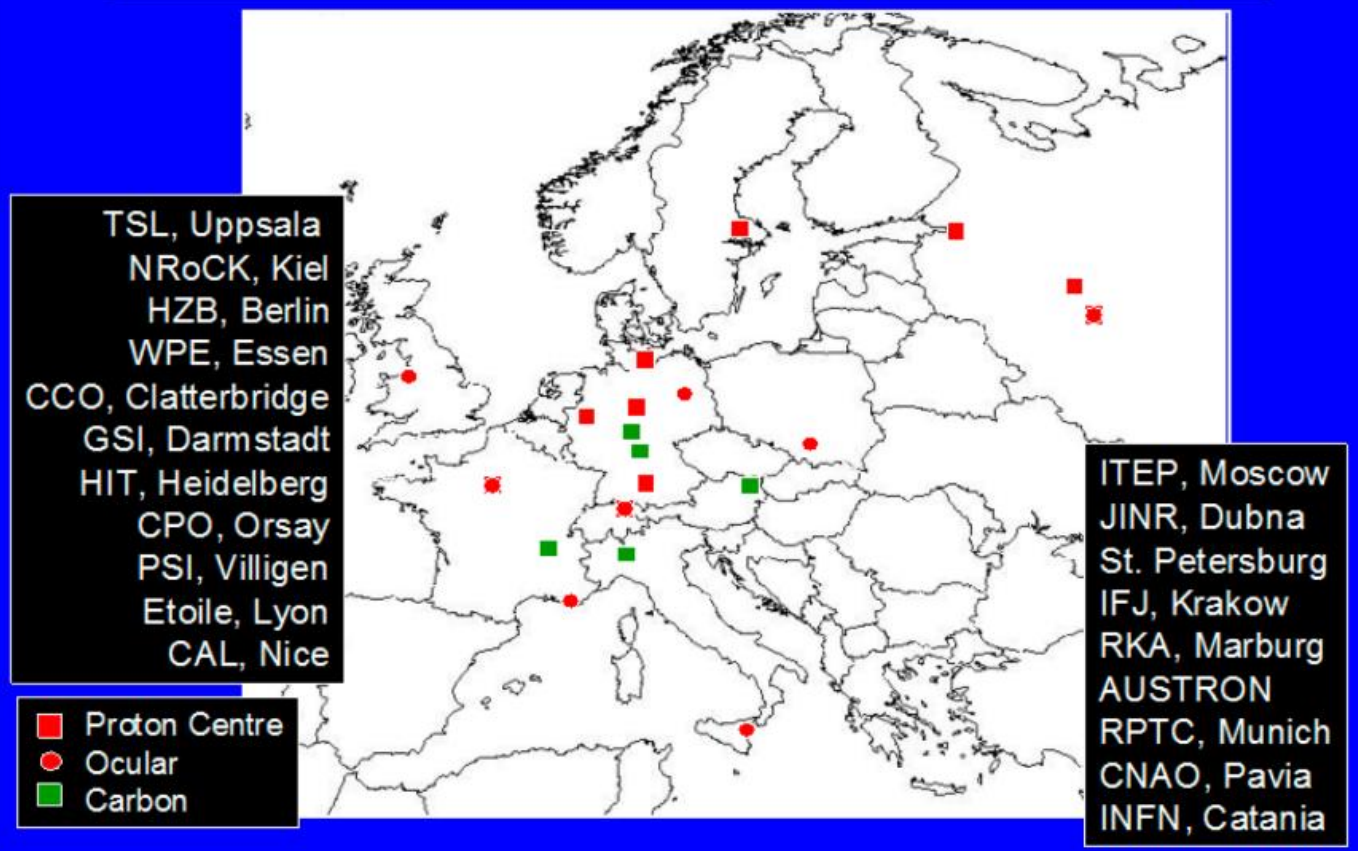 TSL, Uppsala
NRoCK, Kiel
HZB, Berlin
WPE, Essen
CCO, Clatterbridge
GSI, Darmstadt
HIT, Heidelberg
CPO, Orsay
PSI, Villigen
Etoile, Lyon
CAL, Nice
Proton Centre
Ocular
Carbon
ITEP, Moscow
JINR, Dubna
St. Petersburg
IFJ, Krakow
RKA, Marburg
AUSTRON
RPTC, Munich
CNAO, Pavia
INFN, Catania